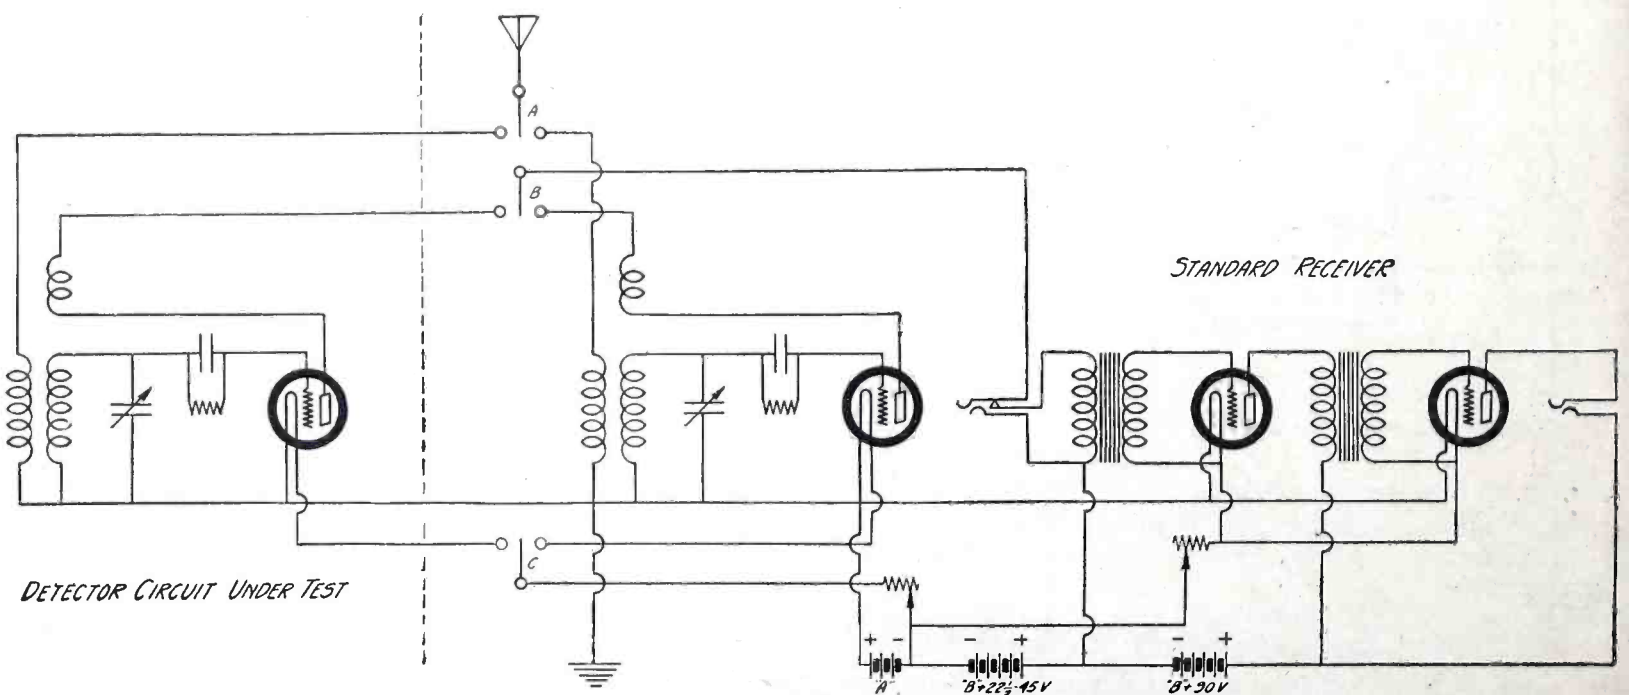 A
B
STANDARD RECEIVER
C
DETECTOR CIRCUIT UNDER TEST
+ - - + - +
"A" "B"+22½-45V "B"+90V